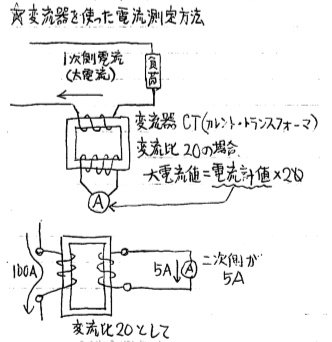 ☆変流器を使った電流測定方法
1次側電流
(大電流)
負荷
変流器 CT(カレント・トランスフォーマ)
変流比 20の場合
大電流値=電流計値×20
A
100A
5A
A
二次側が
5A
変流比20として